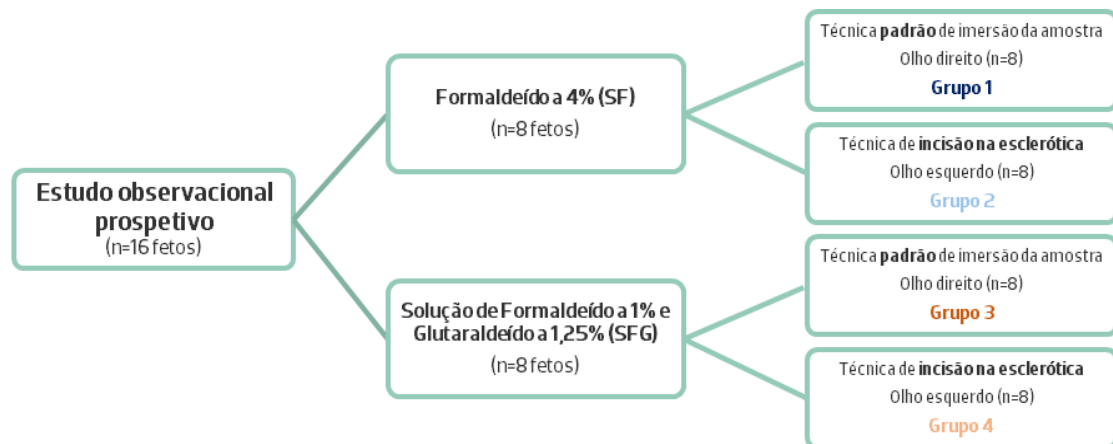 Estudo observacional
prospetivo
(n=16 fetos)
Formaldeído a 4% (SF)
(n=8 fetos)
Técnica padrão de imersão da amostra
Olho direito (n=8)
Grupo 1
Técnica de incisão na esclerótica
Olho esquerdo (n=8)
Grupo 2
Solução de Formaldeído a 1% e
Glutaraldeído a 1,25% (SFG)
(n=8 fetos)
Técnica padrão de imersão da amostra
Olho direito (n=8)
Grupo 3
Técnica de incisão na esclerótica
Olho esquerdo (n=8)
Grupo 4